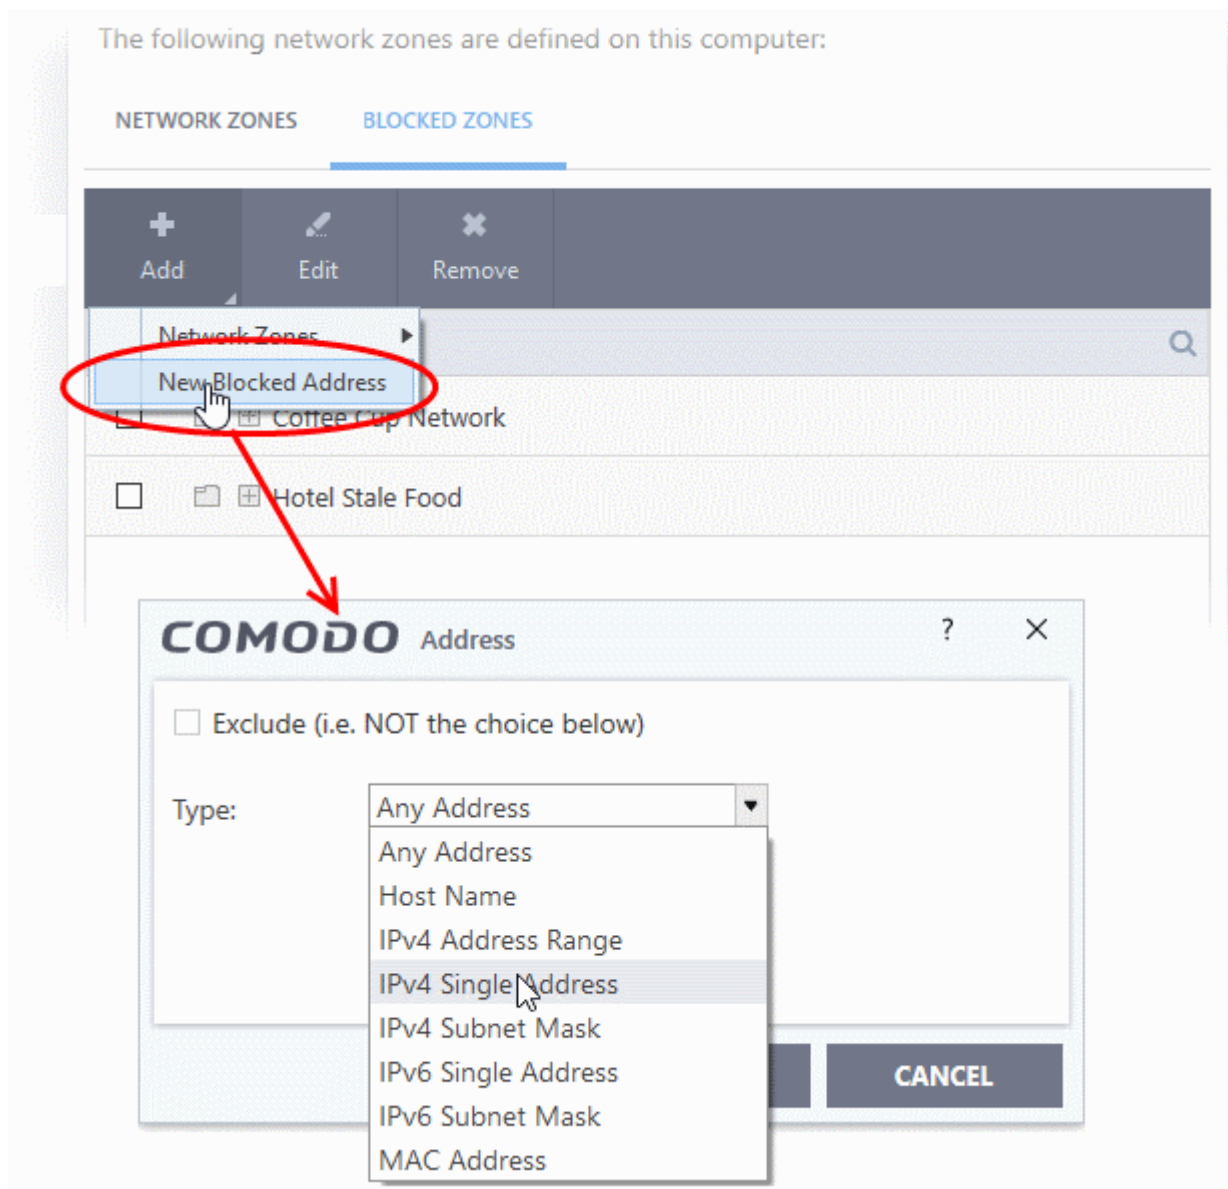 The following network zones are defined on this computer:
NETWORK ZONES BLOCKED ZONES
Add Edit Remove
Network Zones
New Blocked Address
Coffee Cup Network
Hotel Stale Food
COMODO Address ?
Exclude (i.e. NOT the choice below)
Type: Any Address
Any Address
Host Name
IPv4 Address Range
IPv4 Single Address
IPv4 Subnet Mask
IPv6 Single Address
CANCEL
IPv6 Subnet Mask
MAC Address